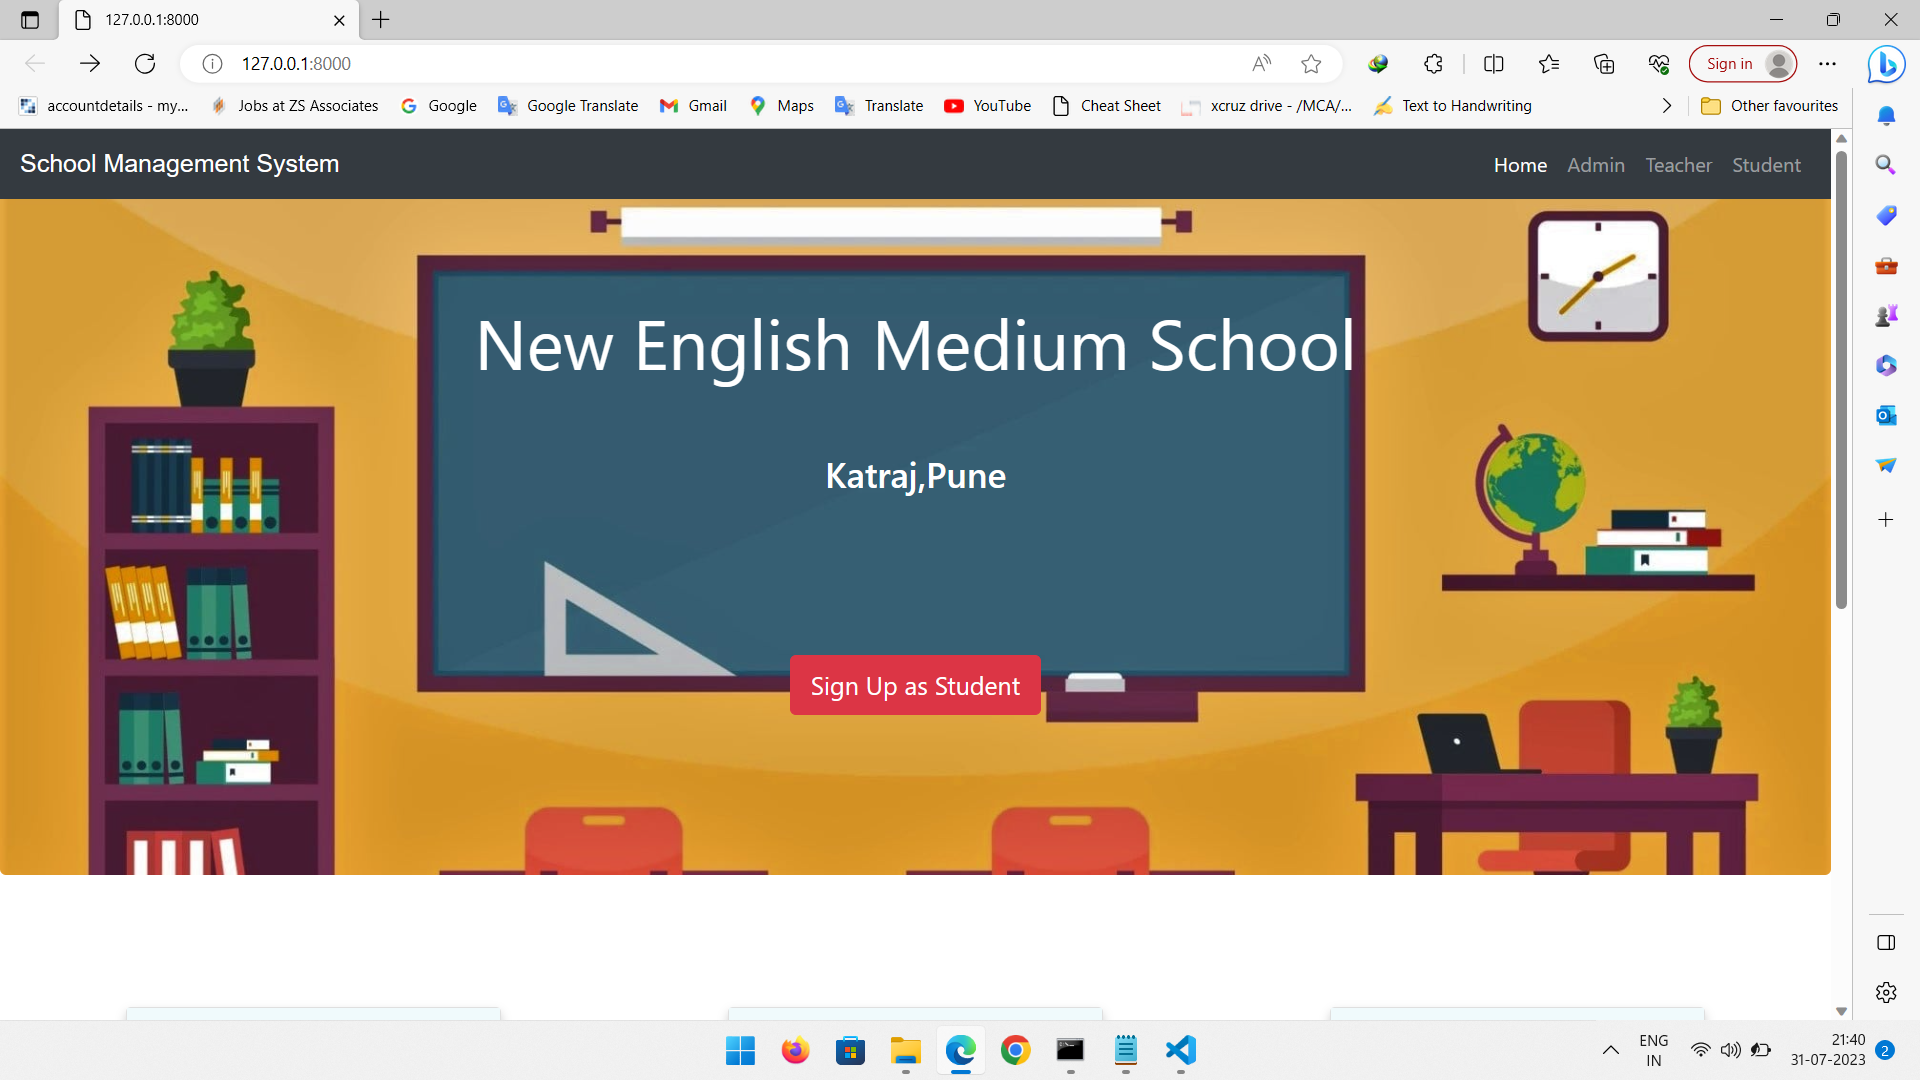 127.0.0.1:8000
127.0.0.1:8000
Sign in
accountdetails - my...
Jobs at ZS Associates
Google
Google Translate
Gmail
Maps
Translate
YouTube
Cheat Sheet
xcruz drive - /MCA/...
Text to Handwriting
Other favourites
School Management System
Home
Admin
Teacher
Student
New English Medium School
Katraj,Pune
Sign Up as Student
ENG
IN
21:40
31-07-2023
2